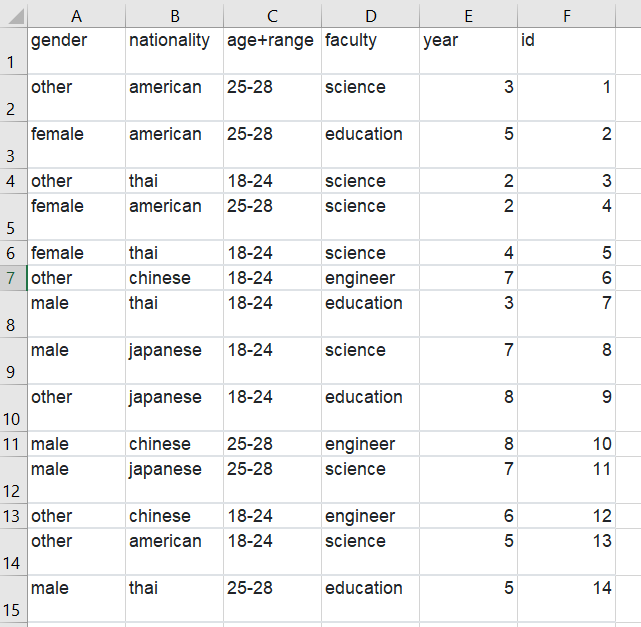 A B C D E F
1 gender nationality age+range faculty year id
2 other american 25-28 science 3 1
3 female american 25-28 education 5 2
4 other thai 18-24 science 2 3
5 female american 25-28 science 2 4
6 female thai 18-24 science 4 5
7 other chinese 18-24 engineer 7 6
8 male thai 18-24 education 3 7
9 male japanese 18-24 science 7 8
10 other japanese 18-24 education 8 9
11 male chinese 25-28 engineer 8 10
12 male japanese 25-28 science 7 11
13 other chinese 18-24 engineer 6 12
14 other american 18-24 science 5 13
15 male thai 25-28 education 5 14